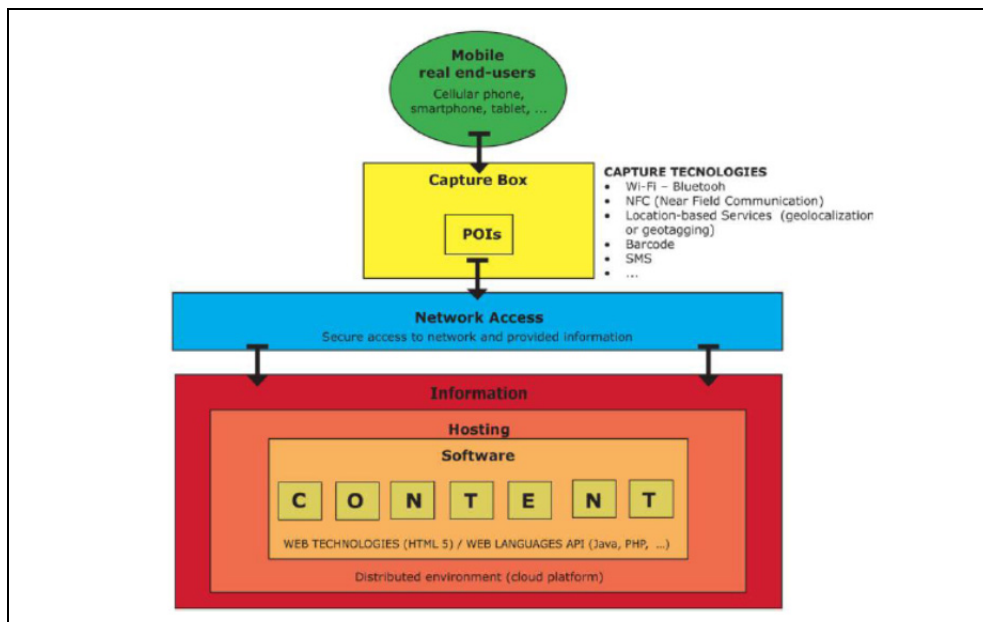 Mobile
real end-users
Cellular phone,
smartphone, tablet, ...
Capture Box
POIs
CAPTURE TECNOLOGIES
• Wi-Fi – Bluetooh
• NFC (Near Field Communication)
• Location-based Services (geolocalization
or geotagging)
• Barcode
• SMS
• ...
Network Access
Secure access to network and provided information
Information
Hosting
Software
C O N T E N T
WEB TECHNOLOGIES (HTML 5) / WEB LANGUAGES API (Java, PHP, ...)
Distributed environment (cloud platform)